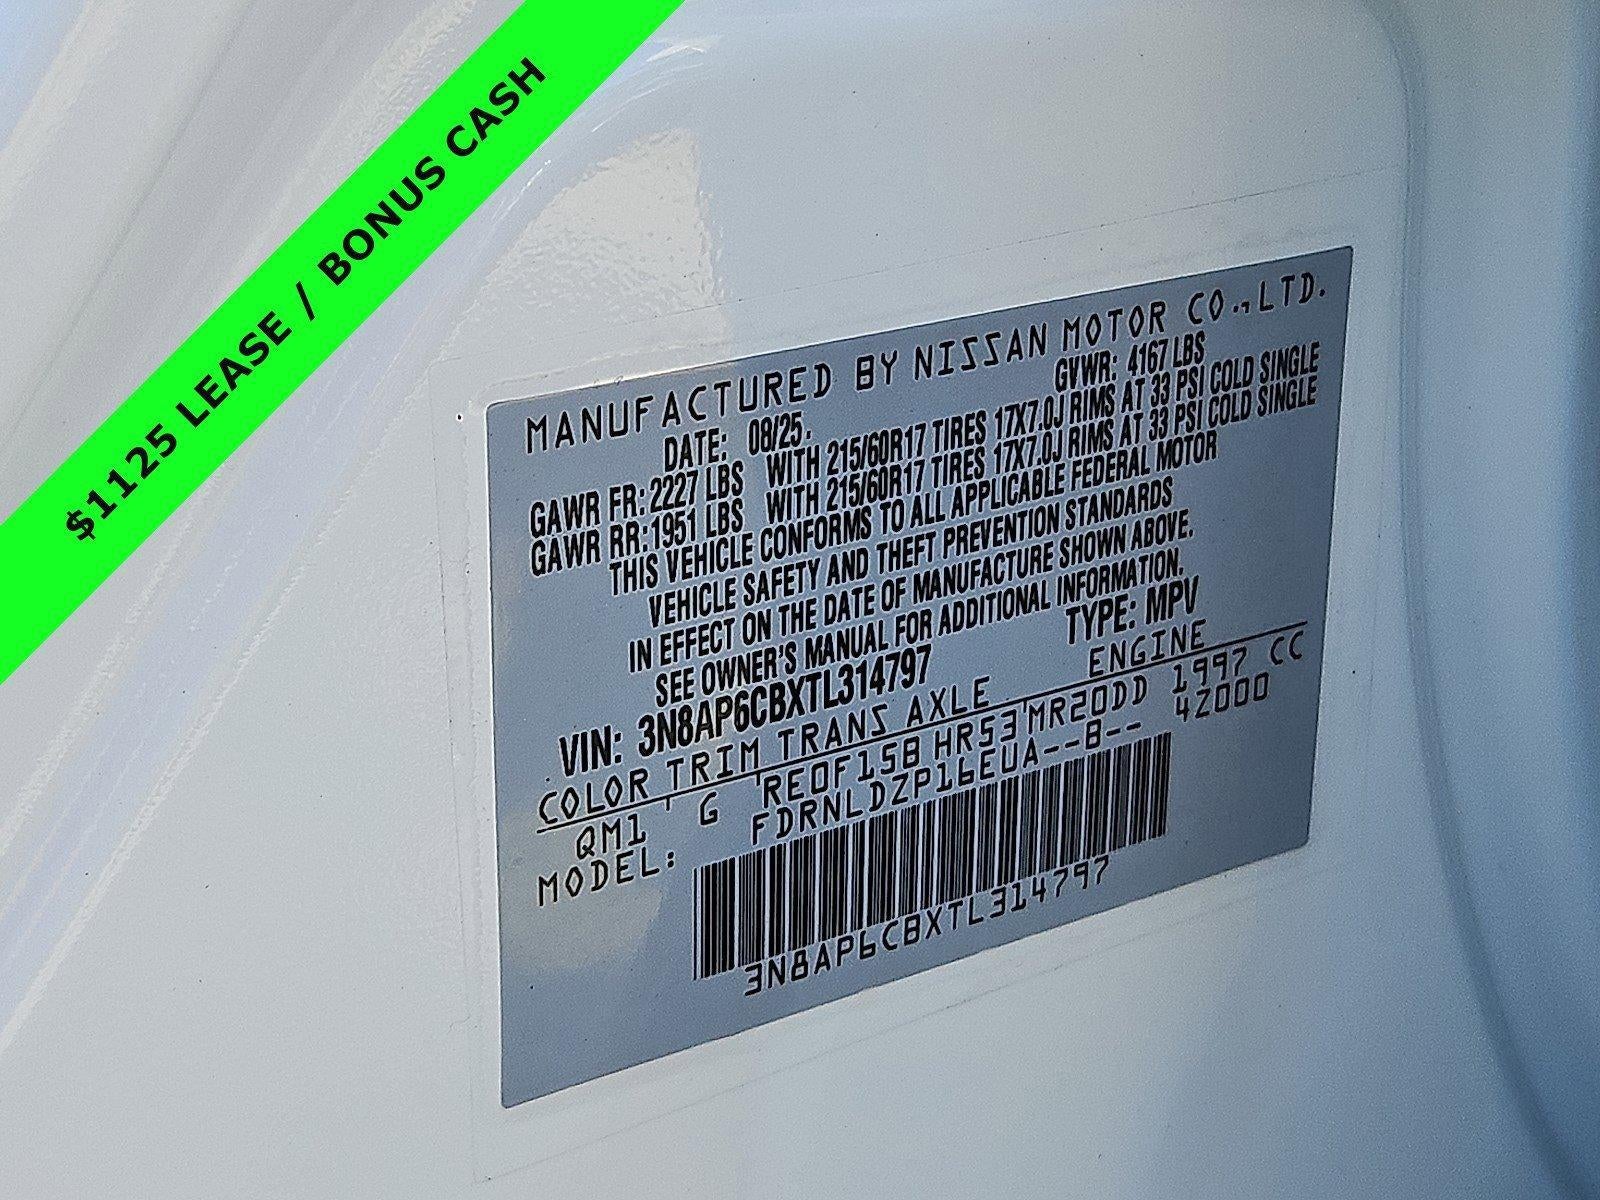 $1125 LEASE / BONUS CASH
MANUFACTURED BY NISSAN MOTOR CO.,LTD.
DATE: 08/25. GVWR: 4167 LBS
GAWR FR: 2227 LBS WITH 215/60R17 TIRES 17X7.0J RIMS AT 33 PSI COLD SINGLE
GAWR RR: 1951 LBS WITH 215/60R17 TIRES 17X7.0J RIMS AT 33 PSI COLD SINGLE
THIS VEHICLE CONFORMS TO ALL APPLICABLE FEDERAL MOTOR
VEHICLE SAFETY AND THEFT PREVENTION STANDARDS
IN EFFECT ON THE DATE OF MANUFACTURE SHOWN ABOVE.
SEE OWNER'S MANUAL FOR ADDITIONAL INFORMATION.
VIN: 3N8AP6CBXTL314797 TYPE: MPV
COLOR TRIM TRANS AXLE ENGINE
QM1 G RE0F15B HR53 MR20DD 1997 CC
MODEL: FDRNLDZP16EUA--B-- 4Z000
3N8AP6CBXTL314797